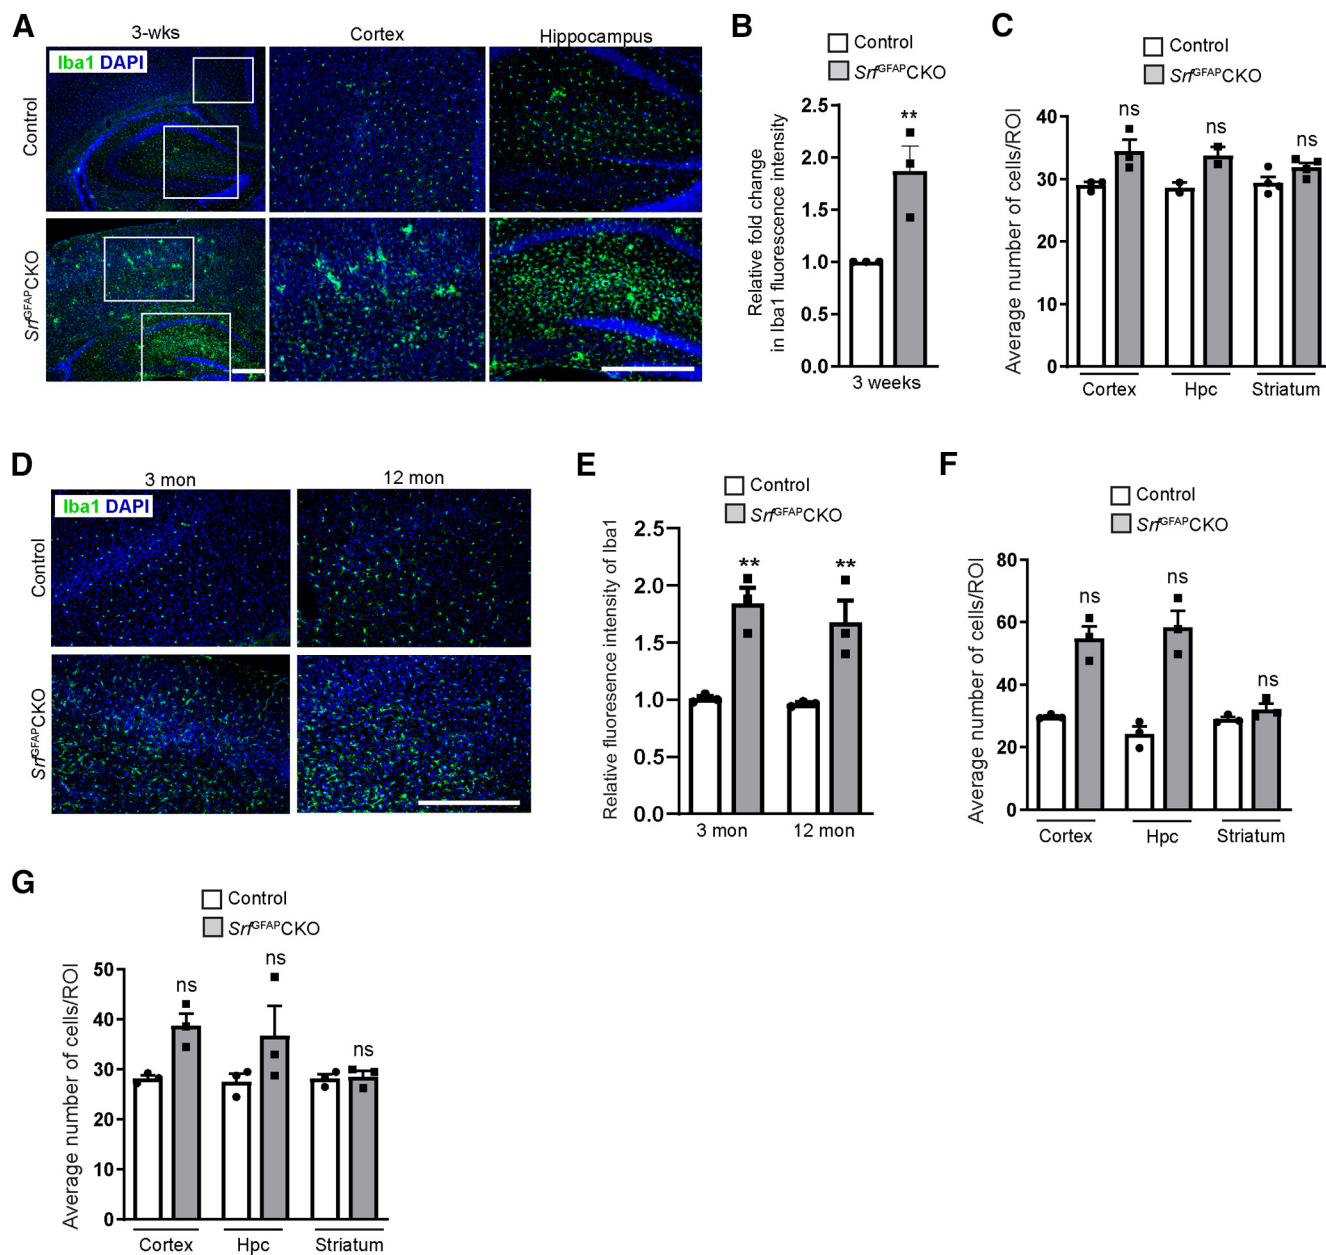 A
3-wks
Cortex
Hippocampus
Iba1 DAPI
Control
SrfGFAPCKO
B
Control
SrfGFAPCKO
Relative fold change
in Iba1 fluorescence intensity
2.5
2.0
1.5
1.0
0.5
0.0
**
3 weeks
C
Control
SrfGFAPCKO
Average number of cells/ROI
40
30
20
10
0
ns
ns
ns
Cortex
Hpc
Striatum
D
3 mon
12 mon
Iba1 DAPI
Control
SrfGFAPCKO
E
Control
SrfGFAPCKO
Relative fluoresence intensity of Iba1
2.5
2.0
1.5
1.0
0.5
0.0
**
**
3 mon
12 mon
F
Control
SrfGFAPCKO
Average number of cells/ROI
80
60
40
20
0
ns
ns
ns
Cortex
Hpc
Striatum
G
Control
SrfGFAPCKO
Average number of cells/ROI
50
40
30
20
10
0
ns
ns
ns
Cortex
Hpc
Striatum